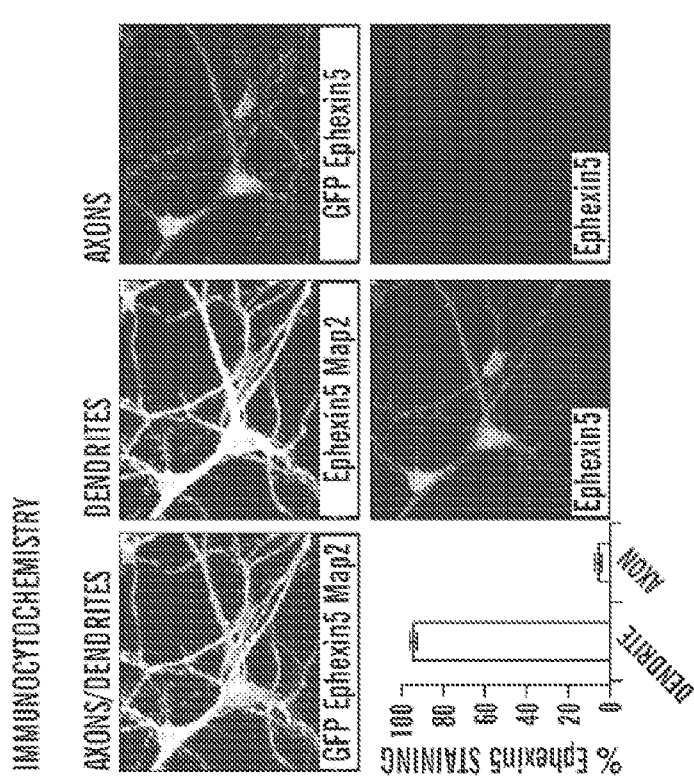 IMMUNOCYTOCHEMISTRY
AXONS/DENDRITES
DENDRITES
AXONS
GFP Ephexin5 Map2
Ephexin5 Map2
GFP Ephexin5
% Ephexin5 STAINING
100
80
60
40
20
0
DENDRITE
AXON
Ephexin5
Ephexin5